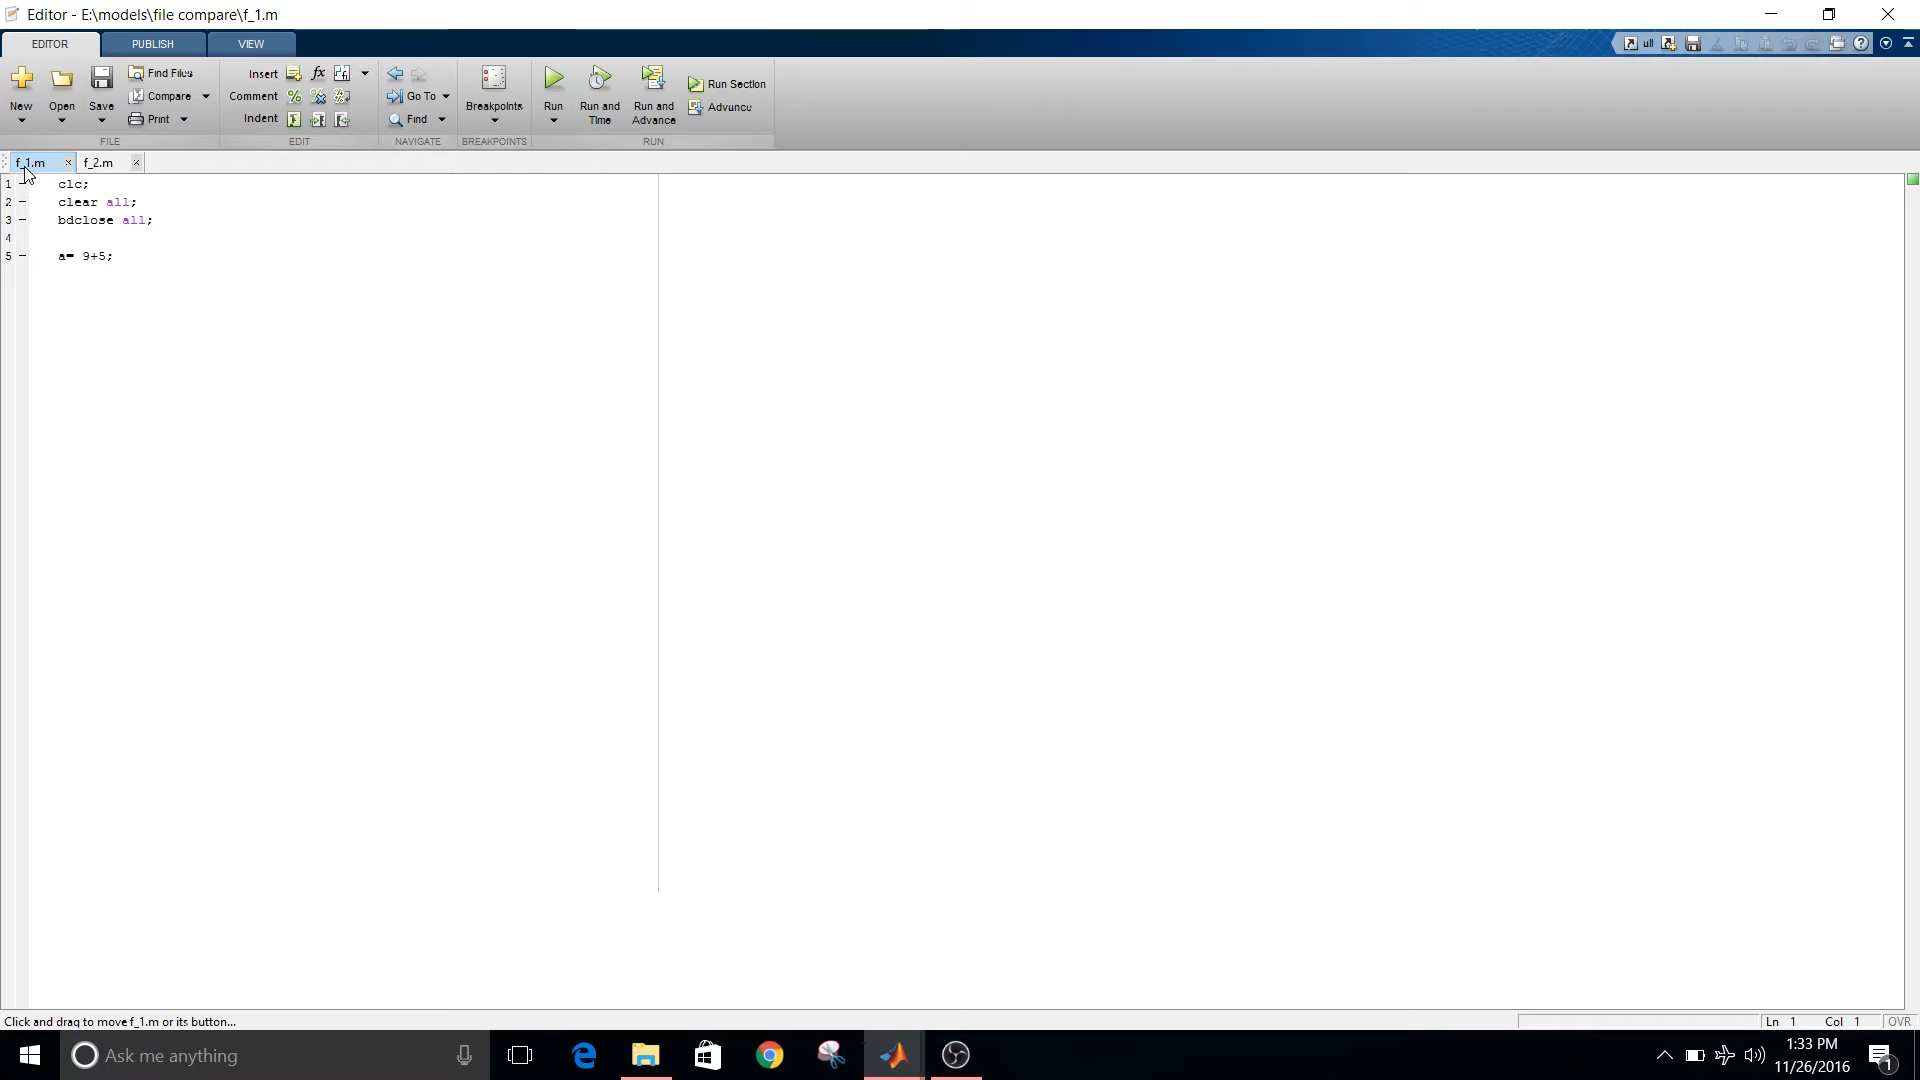 Editor - E:\models\file compare\f_1.m
EDITOR PUBLISH VIEW
New
Open
Save
Find Files
Compare
Print
FILE
Insert
Comment
Indent
EDIT
Go To
Find
NAVIGATE
Breakpoints
BREAKPOINTS
Run
Run and
Time
Run and
Advance
Run Section
Advance
RUN
f_1.m
f_2.m
1 clc;
2 clear all;
3 bdclose all;
4
5 a= 9+5;
Click and drag to move f_1.m or its button...
Ln 1 Col 1 OVR
Ask me anything
1:33 PM
11/26/2016
1